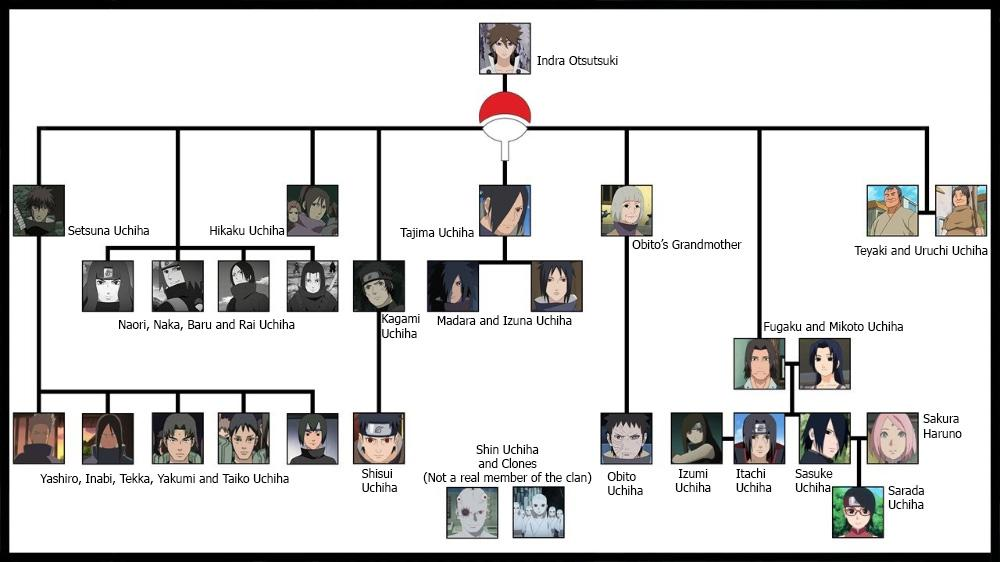 Indra Otsutsuki
Setsuna Uchiha
Hikaku Uchiha
Tajima Uchiha
Obito's Grandmother
Teyaki and Uruchi Uchiha
Naori, Naka, Baru and Rai Uchiha
Kagami
Uchiha
Madara and Izuna Uchiha
Fugaku and Mikoto Uchiha
Yashiro, Inabi, Tekka, Yakumi and Taiko Uchiha
Shisui
Uchiha
Shin Uchiha
and Clones
(Not a real member of the clan)
Obito
Uchiha
Izumi
Uchiha
Itachi
Uchiha
Sasuke
Uchiha
Sakura
Haruno
Sarada
Uchiha